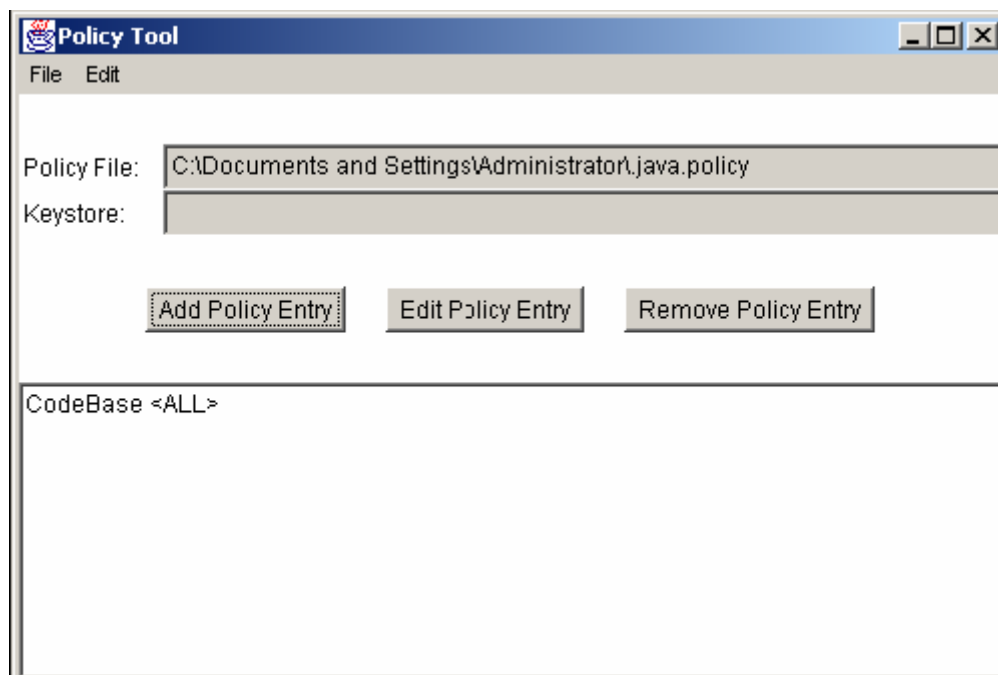 Policy Tool
File Edit
Policy File: C:\Documents and Settings\Administrator\.java.policy
Keystore:
Add Policy Entry Edit Policy Entry Remove Policy Entry
CodeBase <ALL>